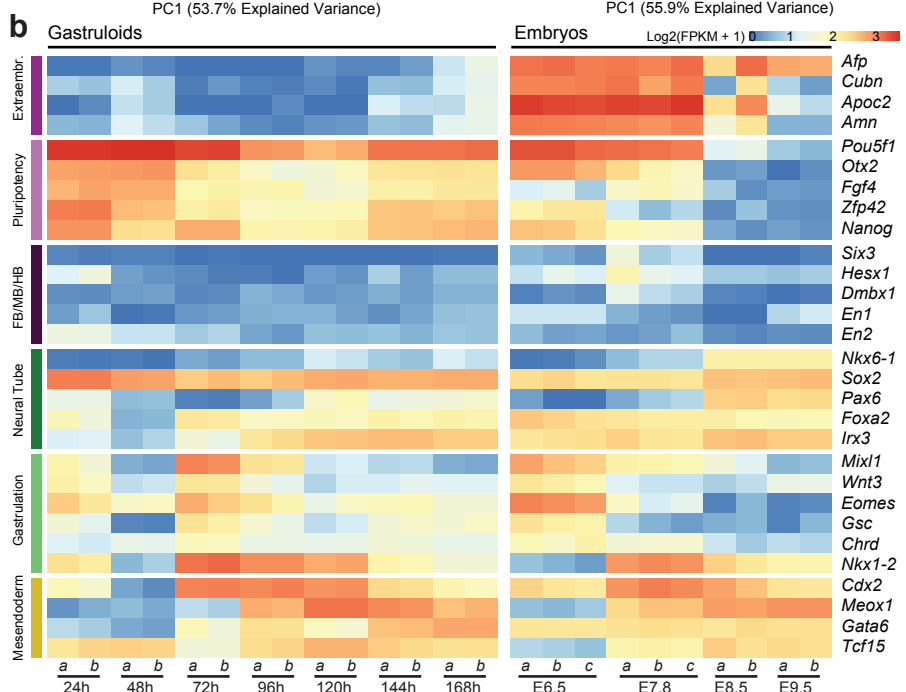 PC1 (53.7% Explained Variance) PC1 (55.9% Explained Variance)
b Gastruloids Embryos Log2(FPKM + 1) 0 1 2 3
Extraembr.
Afp
Cubn
Apoc2
Amn
Pluripotency
Pou5f1
Otx2
Fgf4
Zfp42
Nanog
FB/MB/HB
Six3
Hesx1
Dmbx1
En1
En2
Neural Tube
Nkx6-1
Sox2
Pax6
Foxa2
Irx3
Gastrulation
Mixl1
Wnt3
Eomes
Gsc
Chrd
Nkx1-2
Mesendoderm
Cdx2
Meox1
Gata6
Tcf15
a b a b a b a b a b a b a b a b c a b c a b a b
24h 48h 72h 96h 120h 144h 168h E6.5 E7.8 E8.5 E9.5